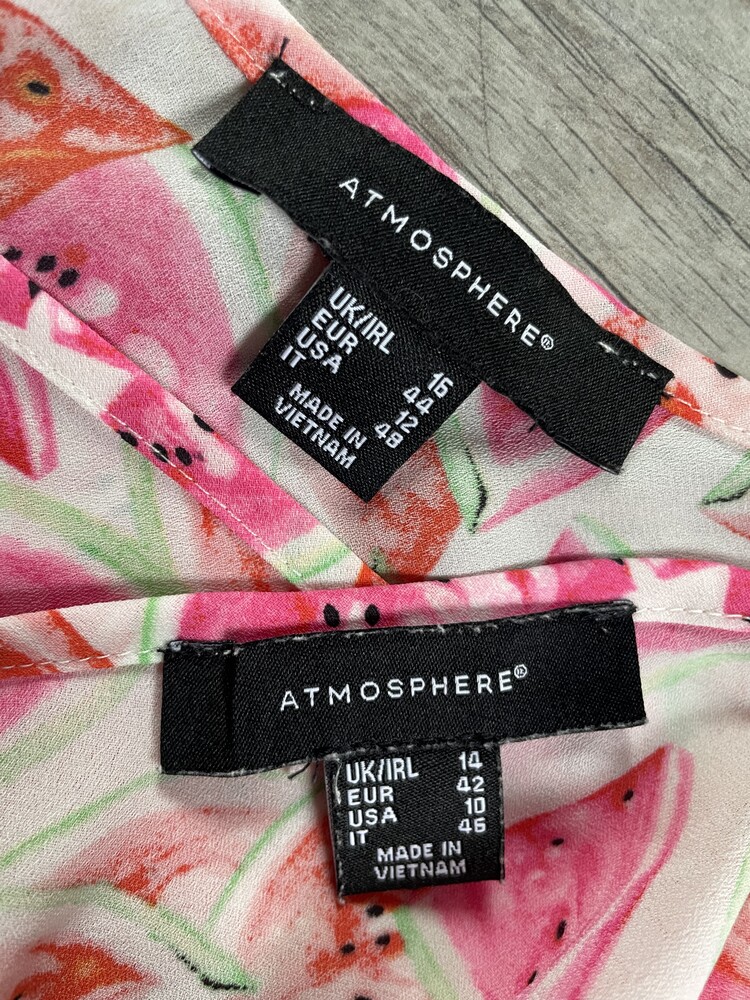 ATMOSPHERE®
UK/IRL 16
EUR 44
USA 12
IT 48
MADE IN
VIETNAM
ATMOSPHERE®
UK/IRL 14
EUR 42
USA 10
IT 46
MADE IN
VIETNAM